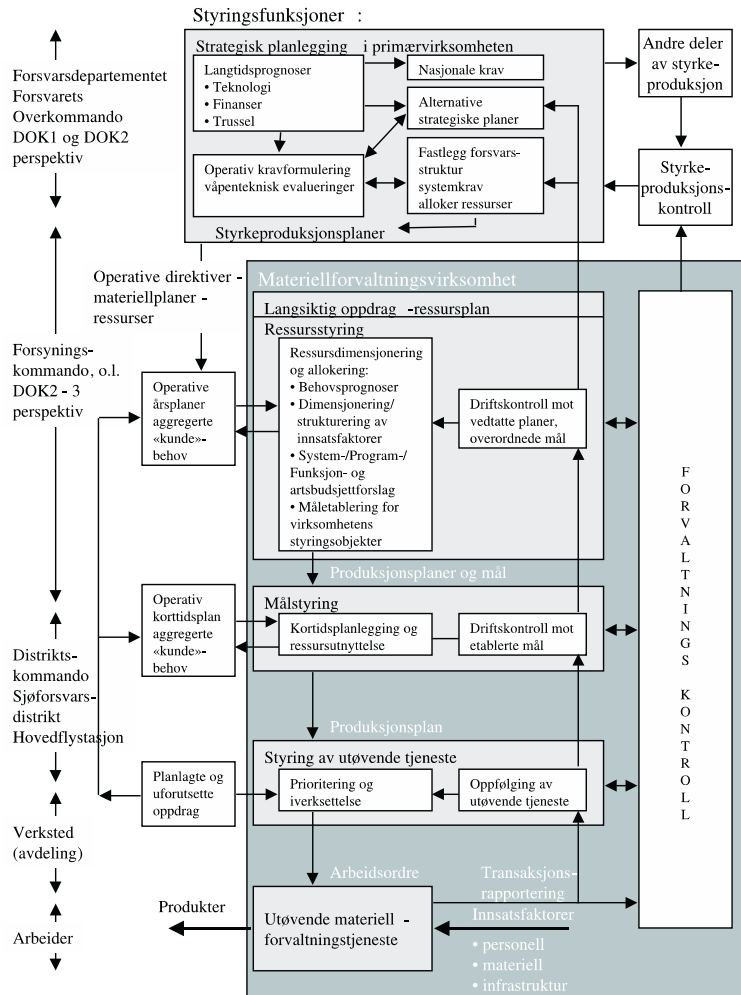 Styringsfunksjoner :
Strategisk planlegging i primærvirksomheten
Langtidsprognoser
• Teknologi
• Finanser
• Trussel
Nasjonale krav
Alternative
strategiske planer
Operativ kravformulering
våpenteknisk evalueringer
Fastlegg forsvar-
struktur
systemkrav
alloker ressurser
Styrkeproduksjonsplaner
Andre deler
av styrke-
produksjon
Styrke-
produksjons-
kontroll
Forsvarsdepartementet
Forsvarets
Overkommando
DOK1 og DOK2
perspektiv
Operative direktiver -
materiellplaner -
ressurser
Materiellforvaltningsvirksomhet
Langsiktig oppdrag -ressursplan
Ressursstyring
Ressursdimensjonering
og allokering:
• Behovsprognoser
• Dimensjonering/
strukturering av
innsatsfaktorer
• System-/Program-/
Funksjon- og
artsbudsjettforslag
• Måletablering for
virksomhetens
styringsobjekter
Driftskontroll mot
vedtatte planer,
overordnede mål
Forsynings-
kommando, o.l.
DOK2 - 3
perspektiv
Operative
årsplaner
aggregerte
«kunde»-
behov
Produksjonsplaner og mål
Målstyring
Kortidsplanlegging og
ressursutnyttelse
Driftskontroll mot
etablerte mål
Operativ
korttidsplan
aggregerte
«kunde»-
behov
Distrikts-
kommando
Sjøforsvars-
distrikt
Hovedflystasjon
Produksjonsplan
Styring av utøvende tjeneste
Prioritering og
iverksettelse
Oppfølging av
utøvende tjeneste
Planlagte og
uforutsette
oppdrag
Verksted
(avdeling)
Arbeidsordre
Transaksjons-
rapportering
Innsatsfaktorer
• personell
• materiell
• infrastruktur
Utøvende materiell -
forvaltningstjeneste
Produkter
Arbeider
FORVALTNINGS KONTROLL